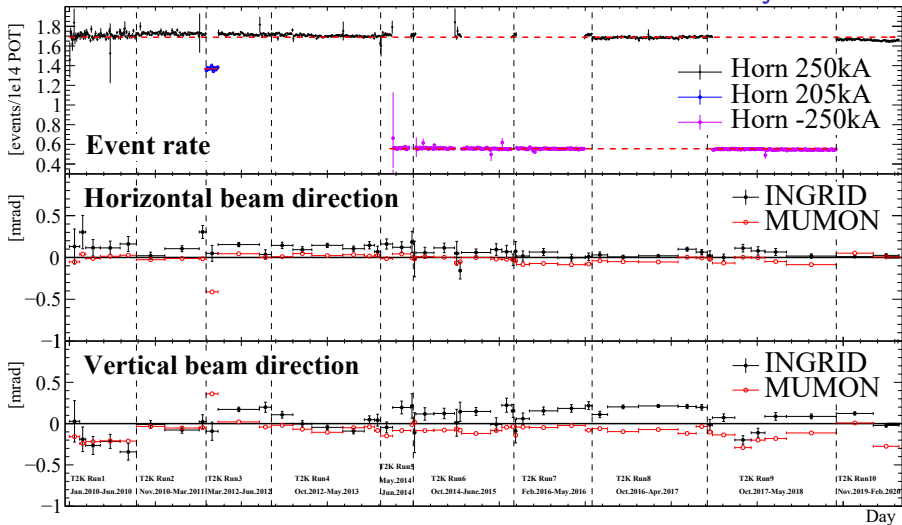 y
[events/1e14 POT]
1.8
1.6
1.4
1.2
1
0.8
0.6
0.4
Horn 250kA
Horn 205kA
Horn -250kA
Event rate
[mrad]
0.5
0
−0.5
−1
Horizontal beam direction
INGRID
MUMON
[mrad]
0.5
0
−0.5
−1
Vertical beam direction
INGRID
MUMON
T2K Run1
Jan.2010-Jun.2010
T2K Run2
Nov.2010-Mar.2011
T2K Run3
Mar.2012-Jun.2012
T2K Run4
Oct.2012-May.2013
T2K Run5
May.2014
Jun.2014
T2K Run6
Oct.2014-June.2015
T2K Run7
Feb.2016-May.2016
T2K Run8
Oct.2016-Apr.2017
T2K Run9
Oct.2017-May.2018
T2K Run10
Nov.2019-Feb.2020
Day